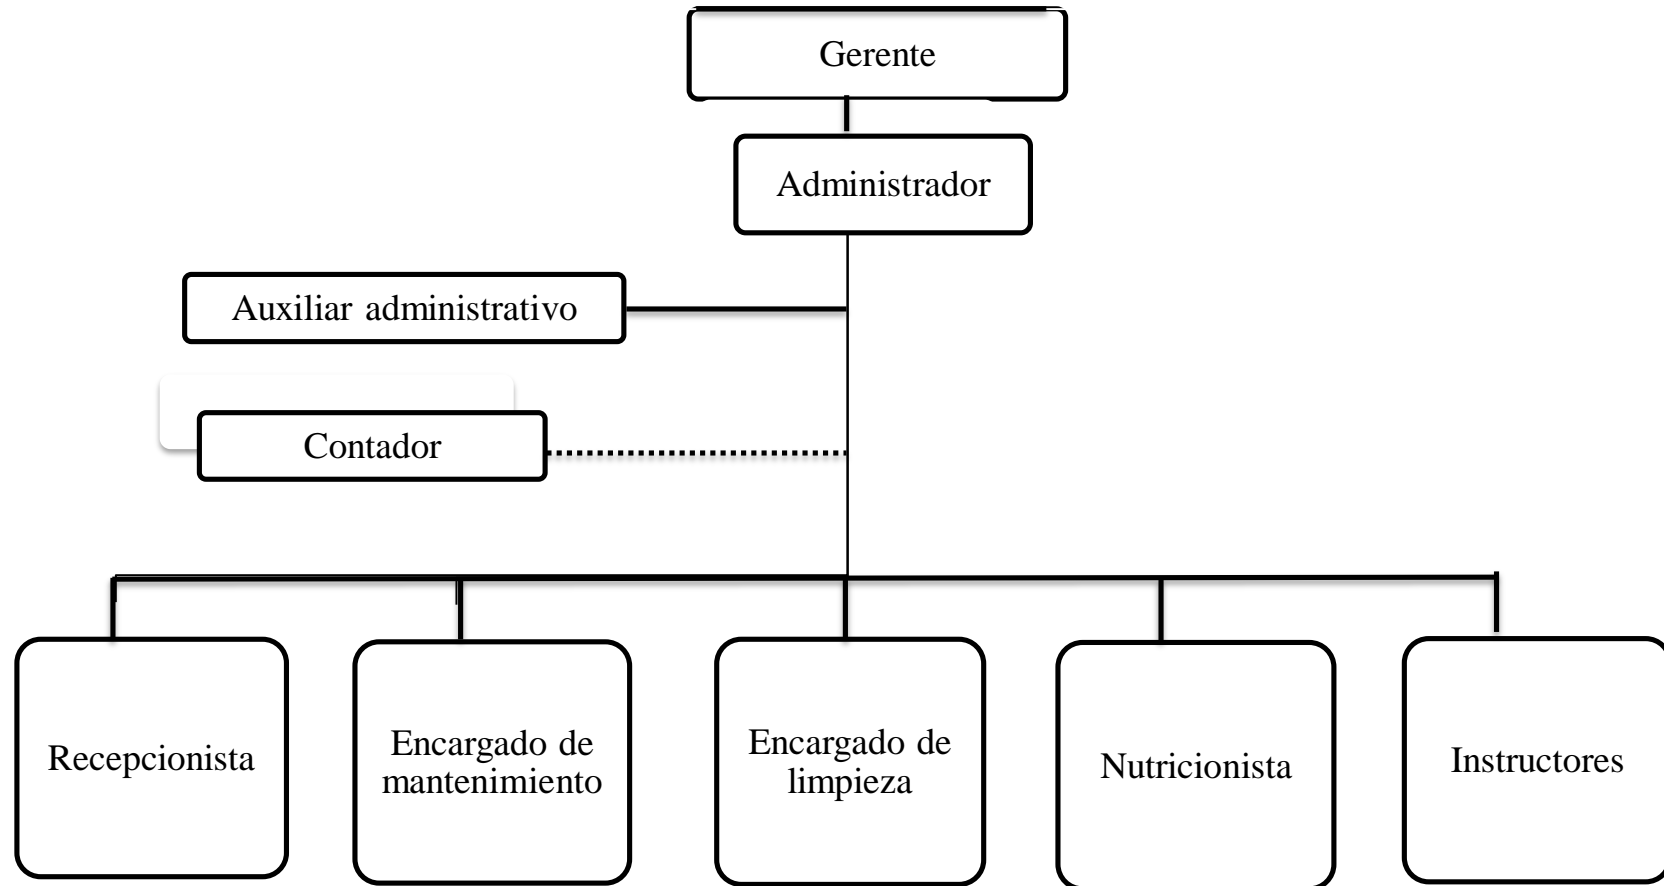 Gerente
Administrador
Auxiliar administrativo
Contador
Recepcionista
Encargado de
mantenimiento
Encargado de
limpieza
Nutricionista
Instructores